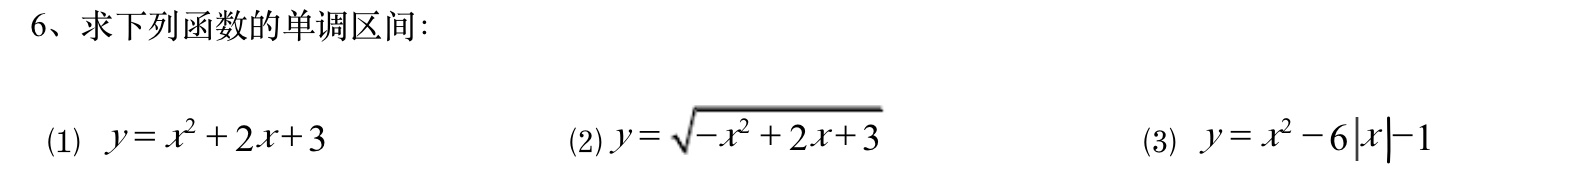 6、求下列函数的单调区间:
(1) y=x²+2x+3 (2) y=√(-x²+2x+3) (3) y=x²-6|x|-1